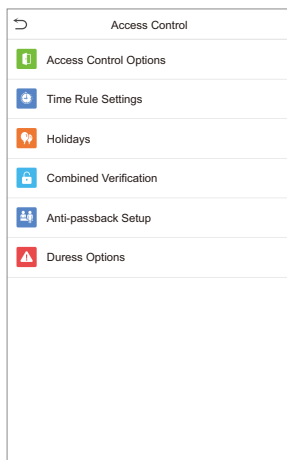 Access Control
Access Control Options
Time Rule Settings
Holidays
Combined Verification
Anti-passback Setup
Duress Options